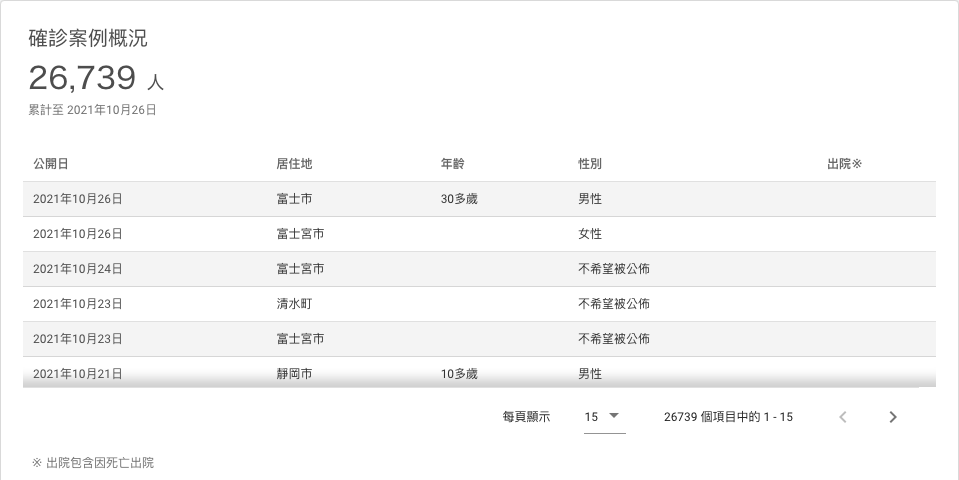 確診案例概況
26,739 人
累計至 2021年10月26日
公開日 居住地 年齡 性別 出院※
2021年10月26日 富士市 30多歲 男性
2021年10月26日 富士宮市 女性
2021年10月24日 富士宮市 不希望被公佈
2021年10月23日 清水町 不希望被公佈
2021年10月23日 富士宮市 不希望被公佈
2021年10月21日 靜岡市 10多歲 男性
每頁顯示 15 26739 個項目中的 1 - 15
※ 出院包含因死亡出院